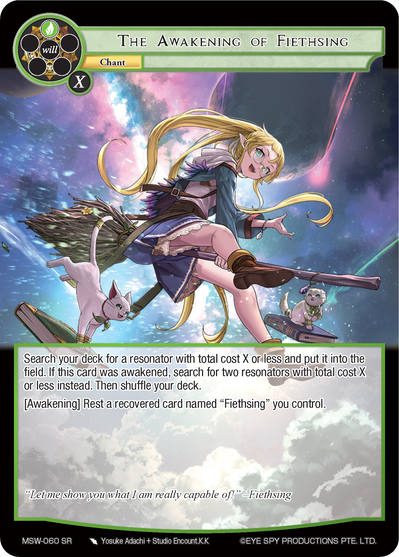 The Awakening of Fiethsing
will
Chant
X
Search your deck for a resonator with total cost X or less and put it into the
field. If this card was awakened, search for two resonators with total cost X
or less instead. Then shuffle your deck.
[Awakening] Rest a recovered card named “Fiethsing” you control.
"Let me show you what I am really capable of!" –Fiethsing
MSW-060 SR
Yosuke Adachi + Studio Encount.K.K
©EYE SPY PRODUCTIONS PTE. LTD.